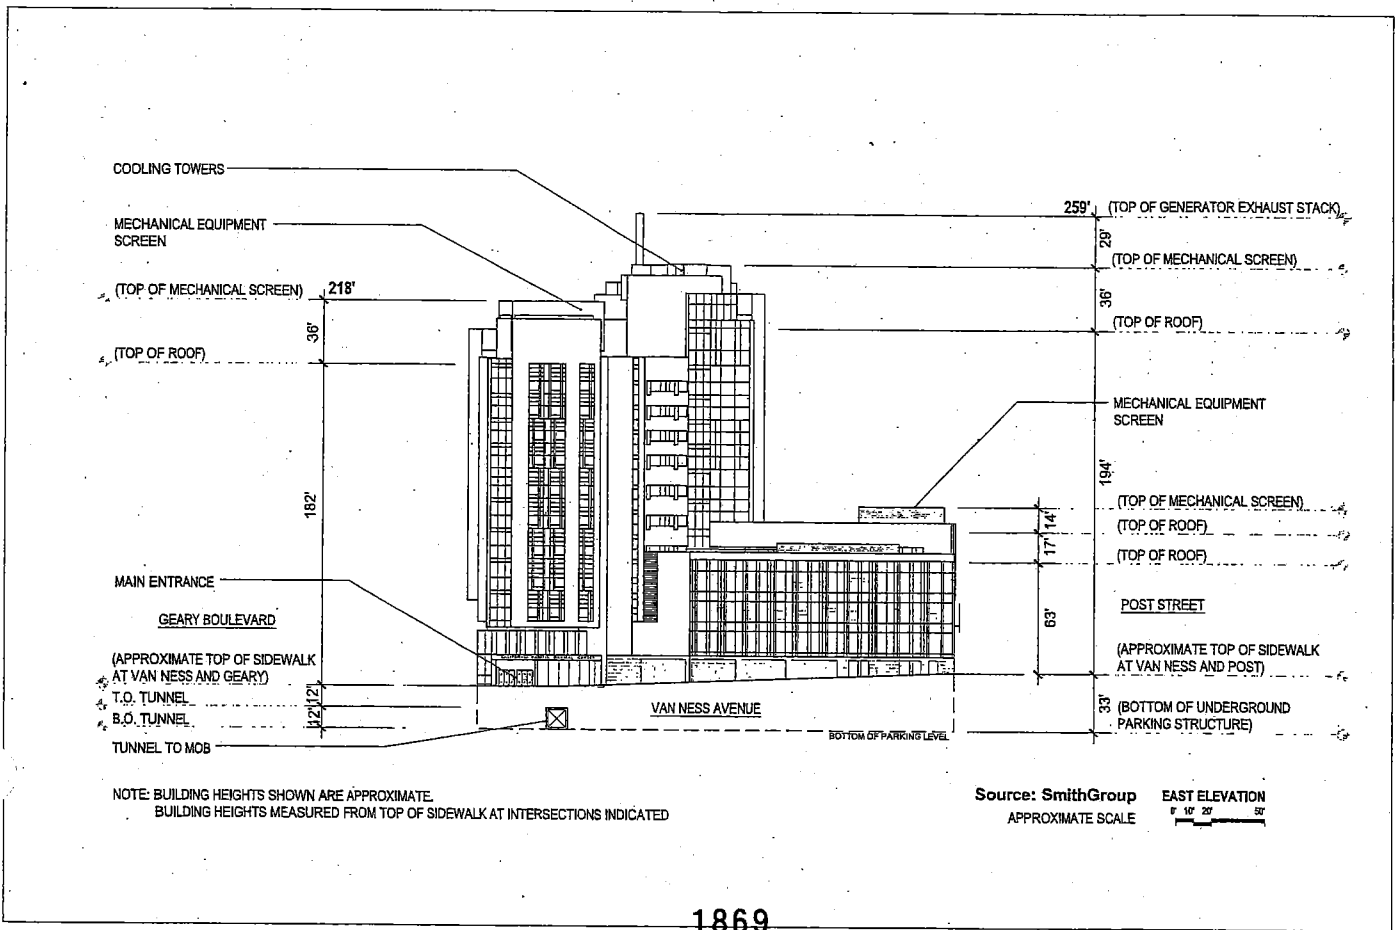 COOLING TOWERS
MECHANICAL EQUIPMENT
SCREEN
(TOP OF MECHANICAL SCREEN) 218'
36'
(TOP OF ROOF)
182'
MAIN ENTRANCE
GEARY BOULEVARD
(APPROXIMATE TOP OF SIDEWALK
AT VAN NESS AND GEARY)
12'
T.O. TUNNEL
12'
B.O. TUNNEL
TUNNEL TO MOB
VAN NESS AVENUE
BOTTOM OF PARKING LEVEL
259' (TOP OF GENERATOR EXHAUST STACK)
29'
(TOP OF MECHANICAL SCREEN)
36'
(TOP OF ROOF)
MECHANICAL EQUIPMENT
SCREEN
194'
(TOP OF MECHANICAL SCREEN)
14'
(TOP OF ROOF)
17'
(TOP OF ROOF)
63'
POST STREET
(APPROXIMATE TOP OF SIDEWALK
AT VAN NESS AND POST)
33'
(BOTTOM OF UNDERGROUND
PARKING STRUCTURE)
NOTE: BUILDING HEIGHTS SHOWN ARE APPROXIMATE.
BUILDING HEIGHTS MEASURED FROM TOP OF SIDEWALK AT INTERSECTIONS INDICATED
Source: SmithGroup
APPROXIMATE SCALE
EAST ELEVATION
0' 10' 20' 50'
1869